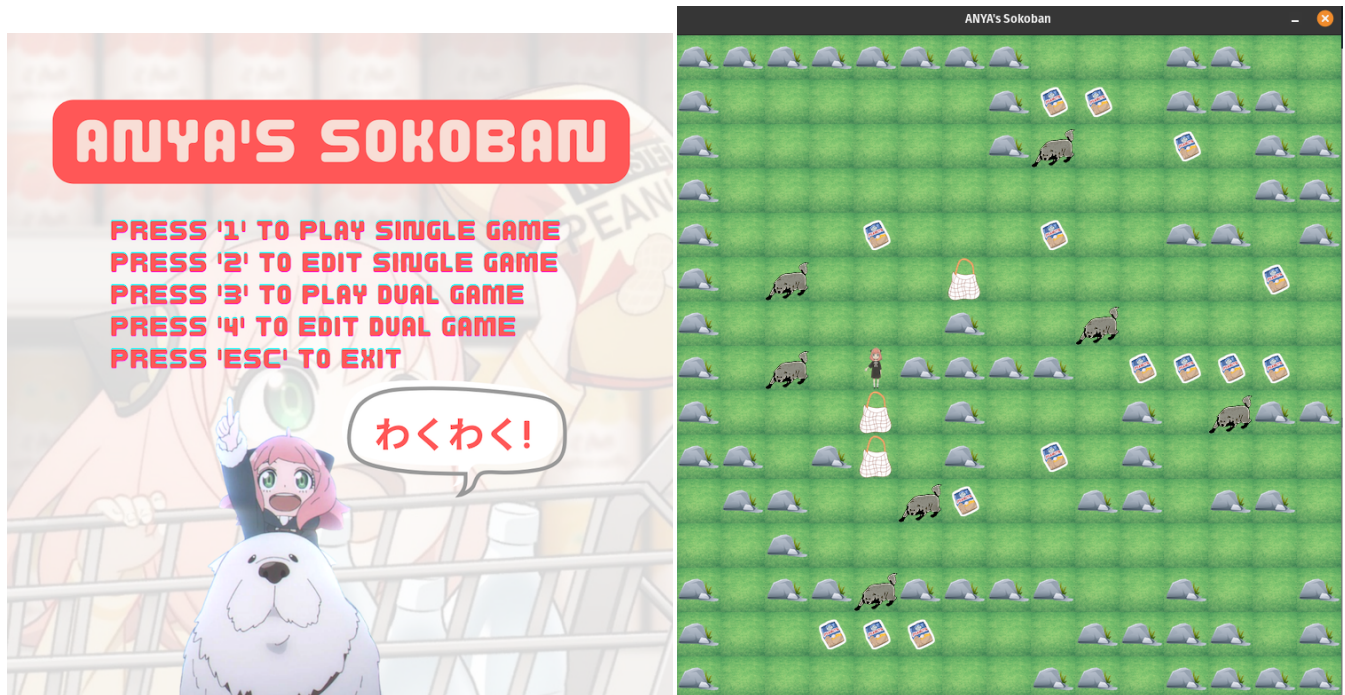 ANYA'S SOKOBAN
PRESS '1' TO PLAY SINGLE GAME
PRESS '2' TO EDIT SINGLE GAME
PRESS '3' TO PLAY DUAL GAME
PRESS '4' TO EDIT DUAL GAME
PRESS 'ESC' TO EXIT
わくわく!
ANYA's Sokoban